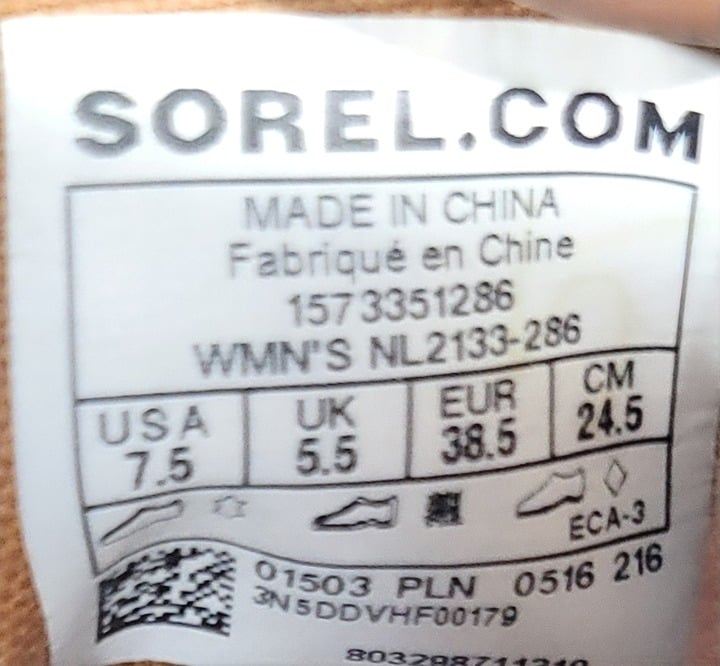 SOREL.COM
MADE IN CHINA
Fabriqué en Chine
1573351286
WMN'S NL2133-286
USA UK EUR CM
7.5 5.5 38.5 24.5
ECA-3
01503 PLN 0516 216
3N5DDVHF00179